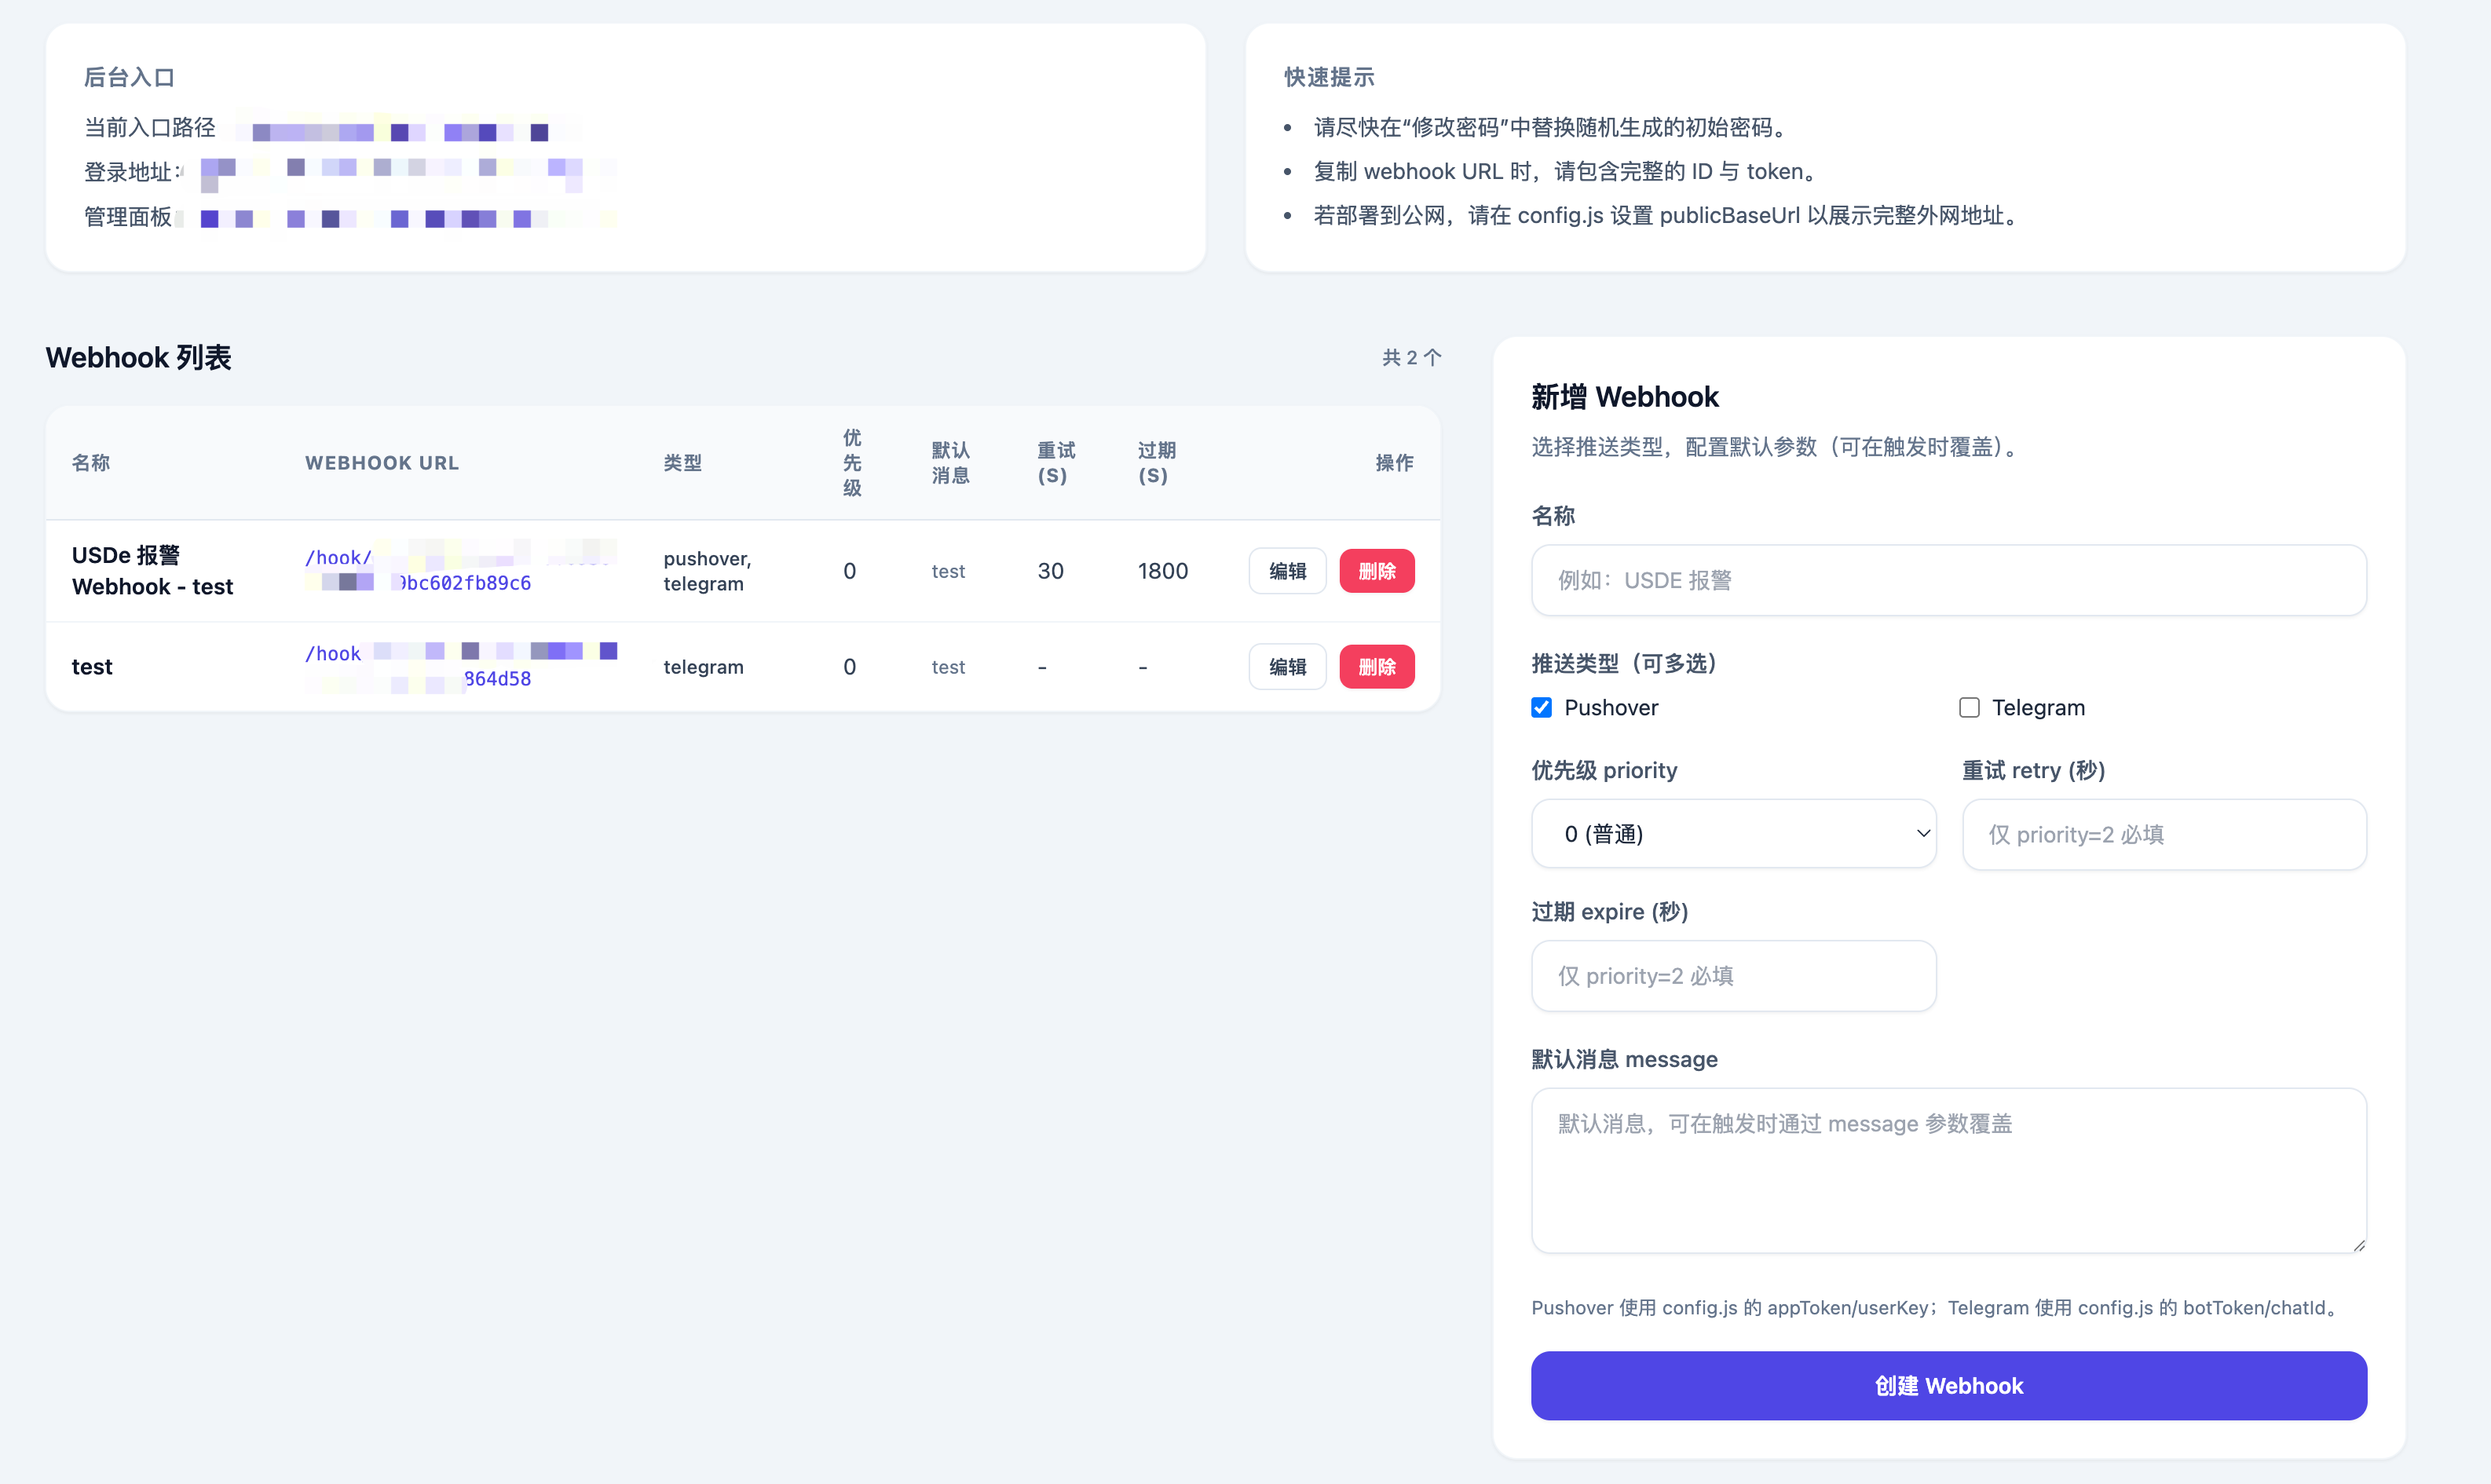 后台入口
当前入口路径
登录地址:
管理面板
快速提示
请尽快在“修改密码”中替换随机生成的初始密码。
复制 webhook URL 时，请包含完整的 ID 与 token。
若部署到公网，请在 config.js 设置 publicBaseUrl 以展示完整外网地址。
Webhook 列表
共 2 个
名称
WEBHOOK URL
类型
优
先
级
默认
消息
重试
(S)
过期
(S)
操作
USDe 报警
Webhook - test
/hook/
bc602fb89c6
pushover,
telegram
0
test
30
1800
编辑
删除
test
/hook
864d58
telegram
0
test
-
-
编辑
删除
新增 Webhook
选择推送类型，配置默认参数（可在触发时覆盖）。
名称
例如：USDE 报警
推送类型（可多选）
Pushover
Telegram
优先级 priority
重试 retry (秒)
0 (普通)
仅 priority=2 必填
过期 expire (秒)
仅 priority=2 必填
默认消息 message
默认消息，可在触发时通过 message 参数覆盖
Pushover 使用 config.js 的 appToken/userKey；Telegram 使用 config.js 的 botToken/chatId。
创建 Webhook